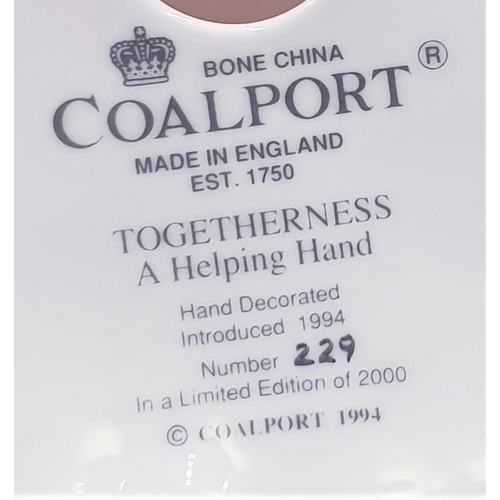 BONE CHINA
COALPORT ®
MADE IN ENGLAND
EST. 1750
TOGETHERNESS
A Helping Hand
Hand Decorated
Introduced 1994
Number 229
In a Limited Edition of 2000
© COALPORT 1994